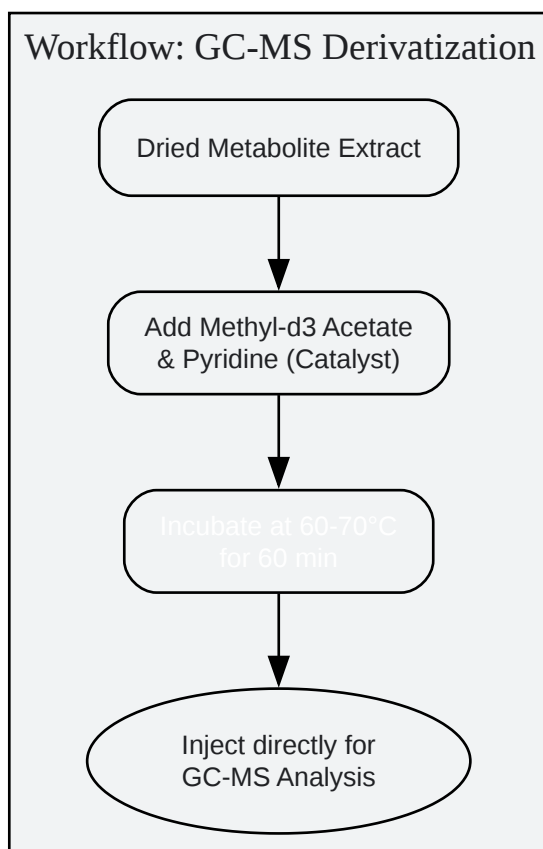 Workflow: GC-MS Derivatization
Dried Metabolite Extract
Add Methyl-d3 Acetate
& Pyridine (Catalyst)
Incubate at 60-70°C
for 60 min
Inject directly for
GC-MS Analysis